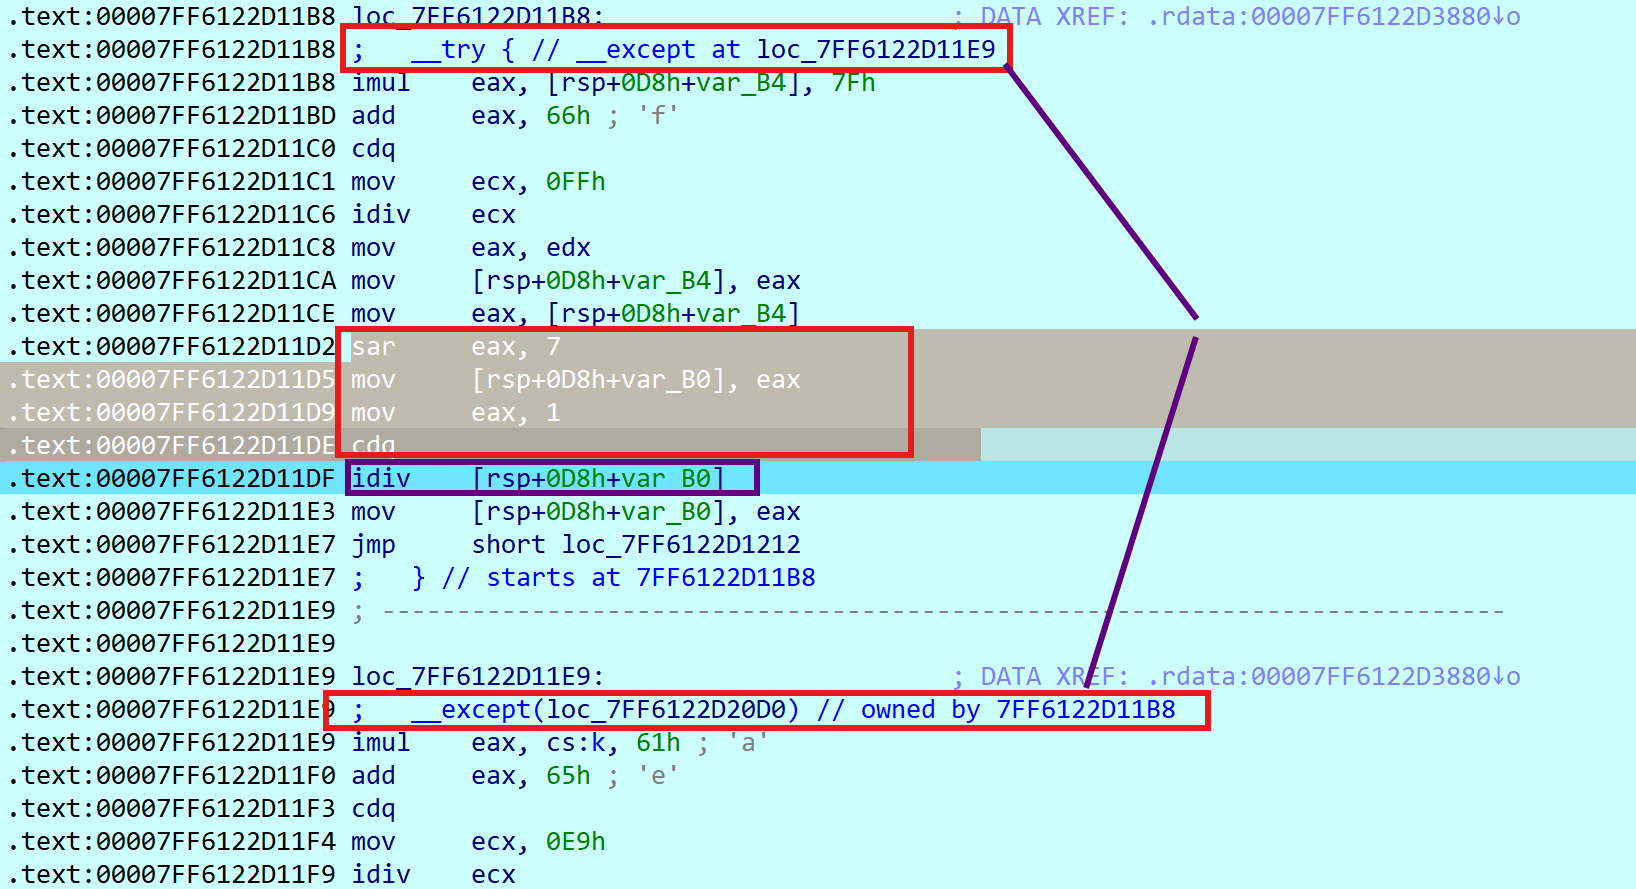 .text:00007FF6122D11B8 loc_7FF6122D11B8: ; DATA XREF: .rdata:00007FF6122D3880↓o
.text:00007FF6122D11B8 ;   __try { // __except at loc_7FF6122D11E9
.text:00007FF6122D11B8 imul    eax, [rsp+0D8h+var_B4], 7Fh
.text:00007FF6122D11BD add     eax, 66h ; 'f'
.text:00007FF6122D11C0 cdq
.text:00007FF6122D11C1 mov     ecx, 0FFh
.text:00007FF6122D11C6 idiv    ecx
.text:00007FF6122D11C8 mov     eax, edx
.text:00007FF6122D11CA mov     [rsp+0D8h+var_B4], eax
.text:00007FF6122D11CE mov     eax, [rsp+0D8h+var_B4]
.text:00007FF6122D11D2 sar     eax, 7
.text:00007FF6122D11D5 mov     [rsp+0D8h+var_B0], eax
.text:00007FF6122D11D9 mov     eax, 1
.text:00007FF6122D11DE cdq
.text:00007FF6122D11DF idiv    [rsp+0D8h+var_B0]
.text:00007FF6122D11E3 mov     [rsp+0D8h+var_B0], eax
.text:00007FF6122D11E7 jmp     short loc_7FF6122D1212
.text:00007FF6122D11E7 ;   } // starts at 7FF6122D11B8
.text:00007FF6122D11E9 ; ---------------------------------------------------------------------------
.text:00007FF6122D11E9
.text:00007FF6122D11E9 loc_7FF6122D11E9: ; DATA XREF: .rdata:00007FF6122D3880↓o
.text:00007FF6122D11E9 ;   __except(loc_7FF6122D20D0) // owned by 7FF6122D11B8
.text:00007FF6122D11E9 imul    eax, cs:k, 61h ; 'a'
.text:00007FF6122D11F0 add     eax, 65h ; 'e'
.text:00007FF6122D11F3 cdq
.text:00007FF6122D11F4 mov     ecx, 0E9h
.text:00007FF6122D11F9 idiv    ecx